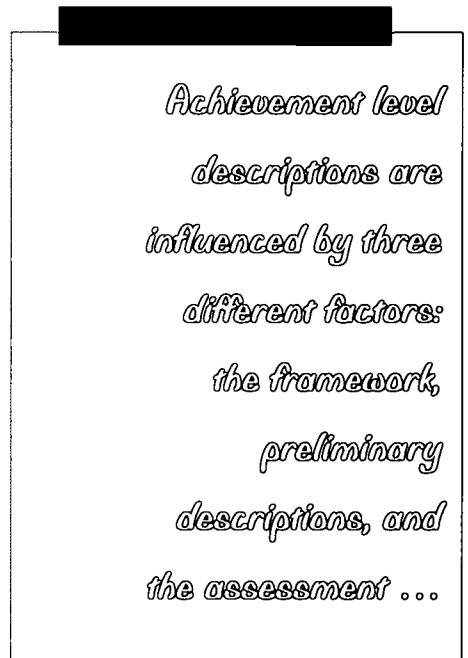 Achievement level
descriptions are
influenced by three
different factors:
the framework,
preliminary
descriptions, and
the assessment ...